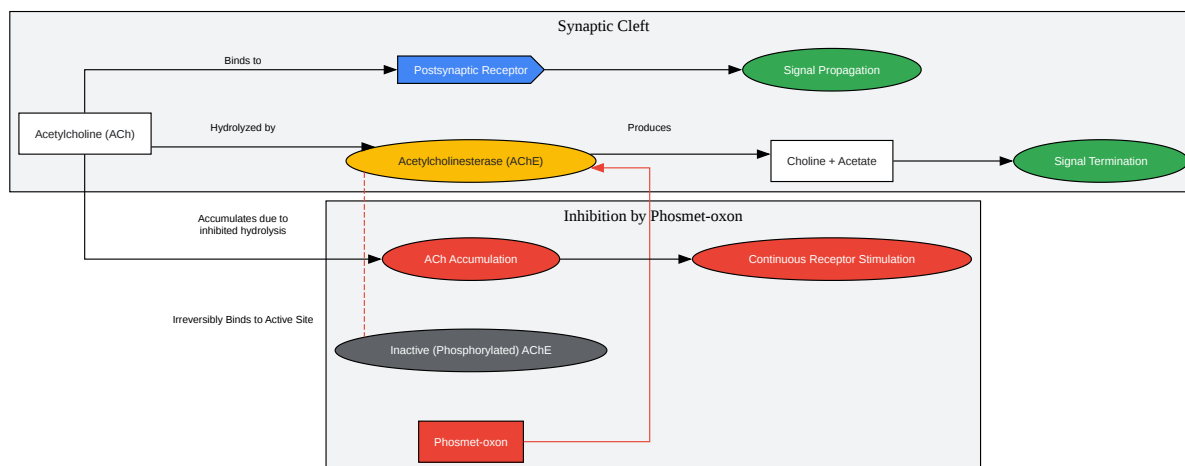 Synaptic Cleft
Binds to
Postsynaptic Receptor
Signal Propagation
Acetylcholine (ACh)
Hydrolyzed by
Acetylcholinesterase (AChE)
Produces
Choline + Acetate
Signal Termination
Inhibition by Phosmet-oxon
Accumulates due to
inhibited hydrolysis
ACh Accumulation
Continuous Receptor Stimulation
Irreversibly Binds to Active Site
Inactive (Phosphorylated) AChE
Phosmet-oxon